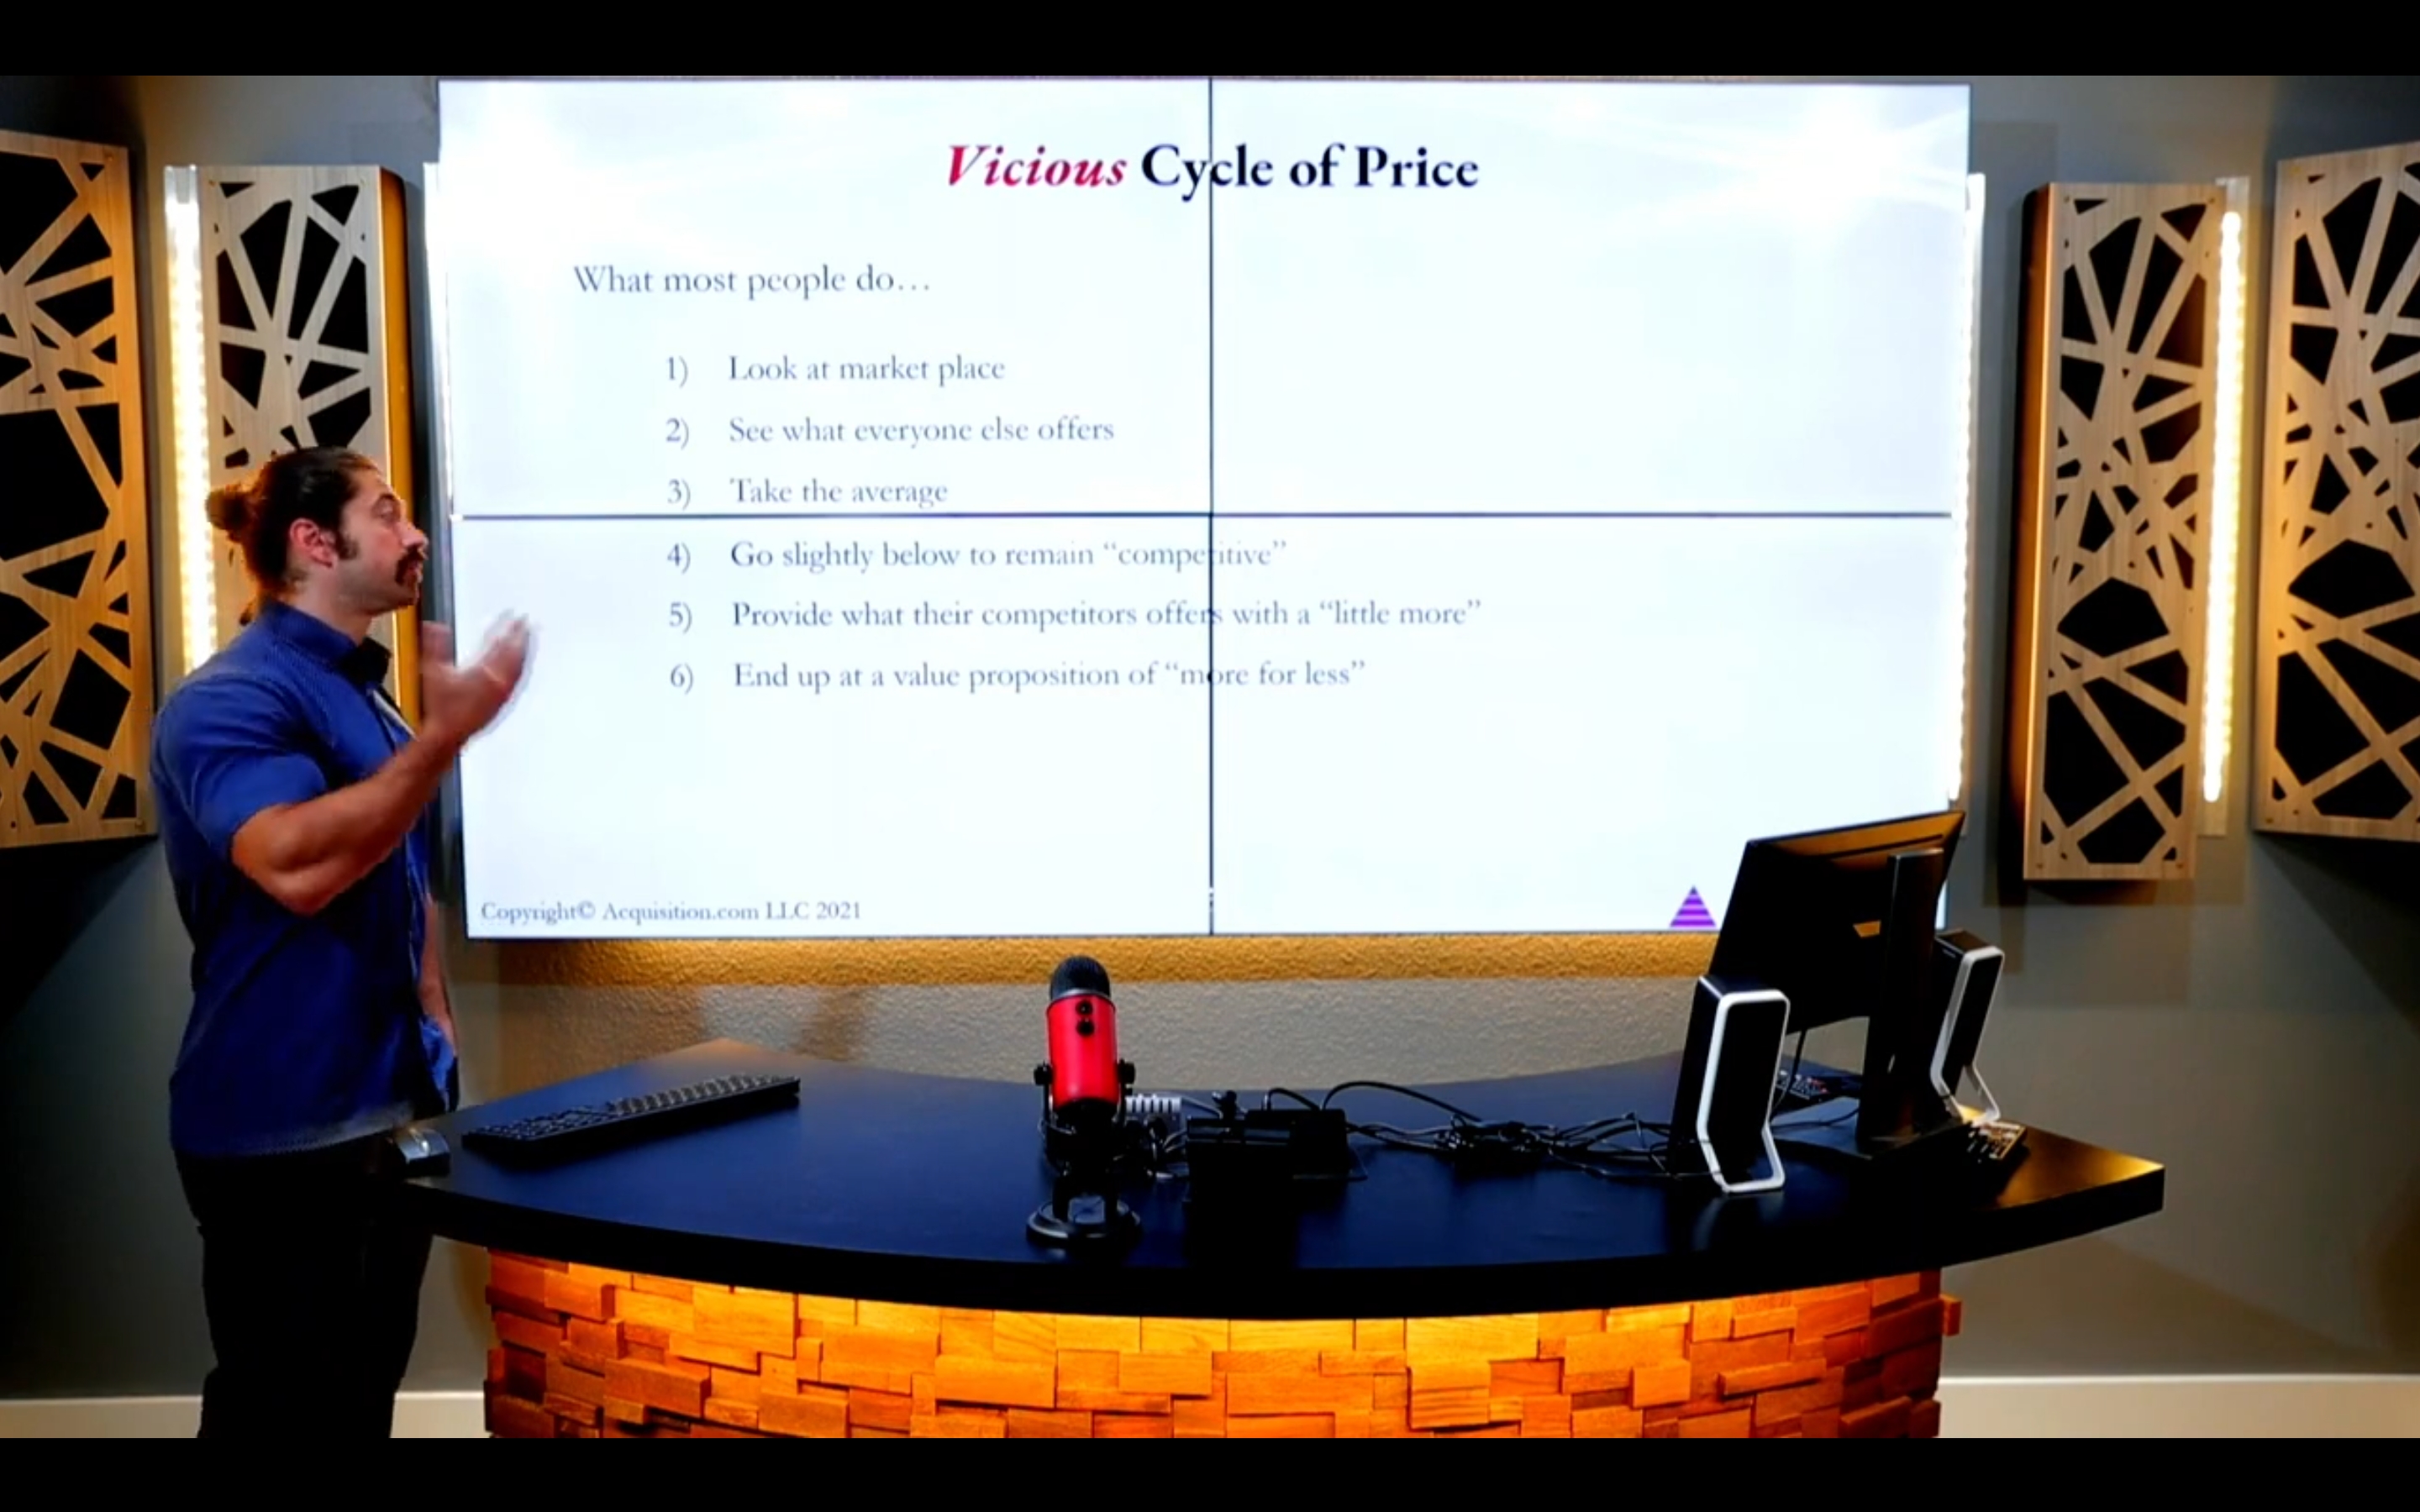 Vicious Cycle of Price
What most people do…
1) Look at market place
2) See what everyone else offers
3) Take the average
4) Go slightly below to remain “competitive”
5) Provide what their competitors offers with a “little more”
6) End up at a value proposition of “more for less”
Copyright© Acquisition.com LLC 2021